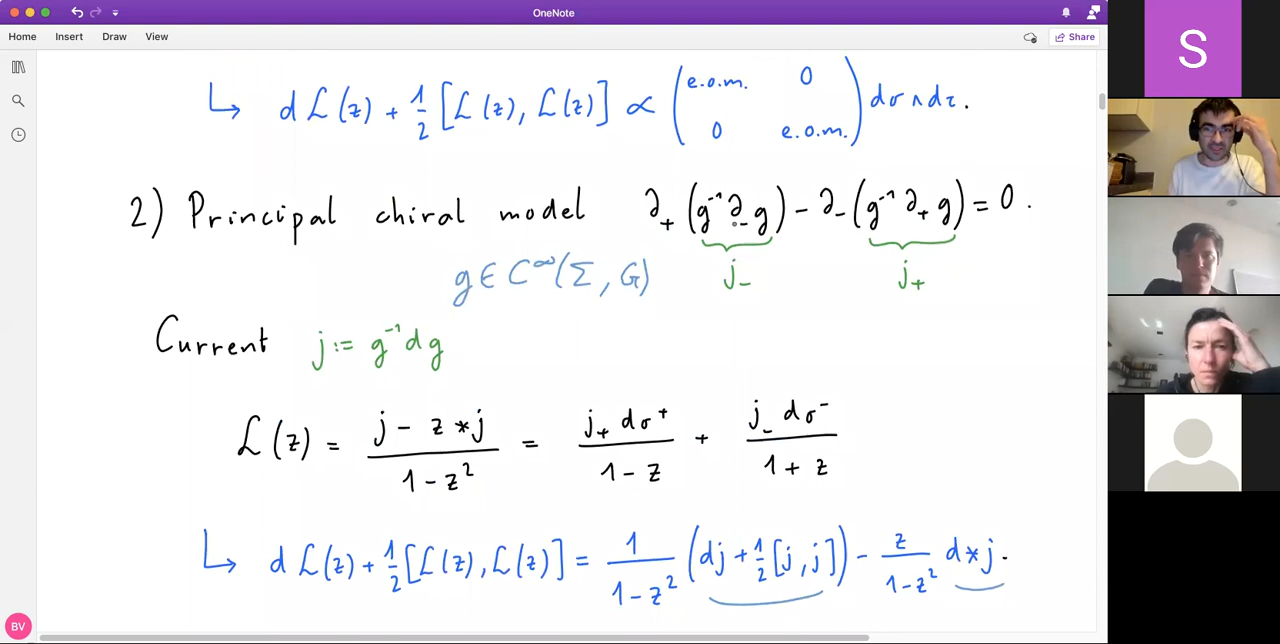 OneNote
Home Insert Draw View Share
↳ dℒ(z) + 1/2 [ℒ(z), ℒ(z)] ∝ ( e.o.m. 0 ; 0 e.o.m. ) dσ∧dτ.
2) Principal chiral model ∂₊(g⁻¹∂₋g) − ∂₋(g⁻¹∂₊g) = 0.
g ∈ C^∞(Σ, G) j₋ j₊
Current j := g⁻¹dg
ℒ(z) = (j − z*j)/(1 − z²) = (j₊ dσ⁺)/(1 − z) + (j₋ dσ⁻)/(1 + z)
↳ dℒ(z) + 1/2 [ℒ(z), ℒ(z)] = 1/(1 − z²) (dj + 1/2 [j, j]) − z/(1 − z²) d*j.
BV
S